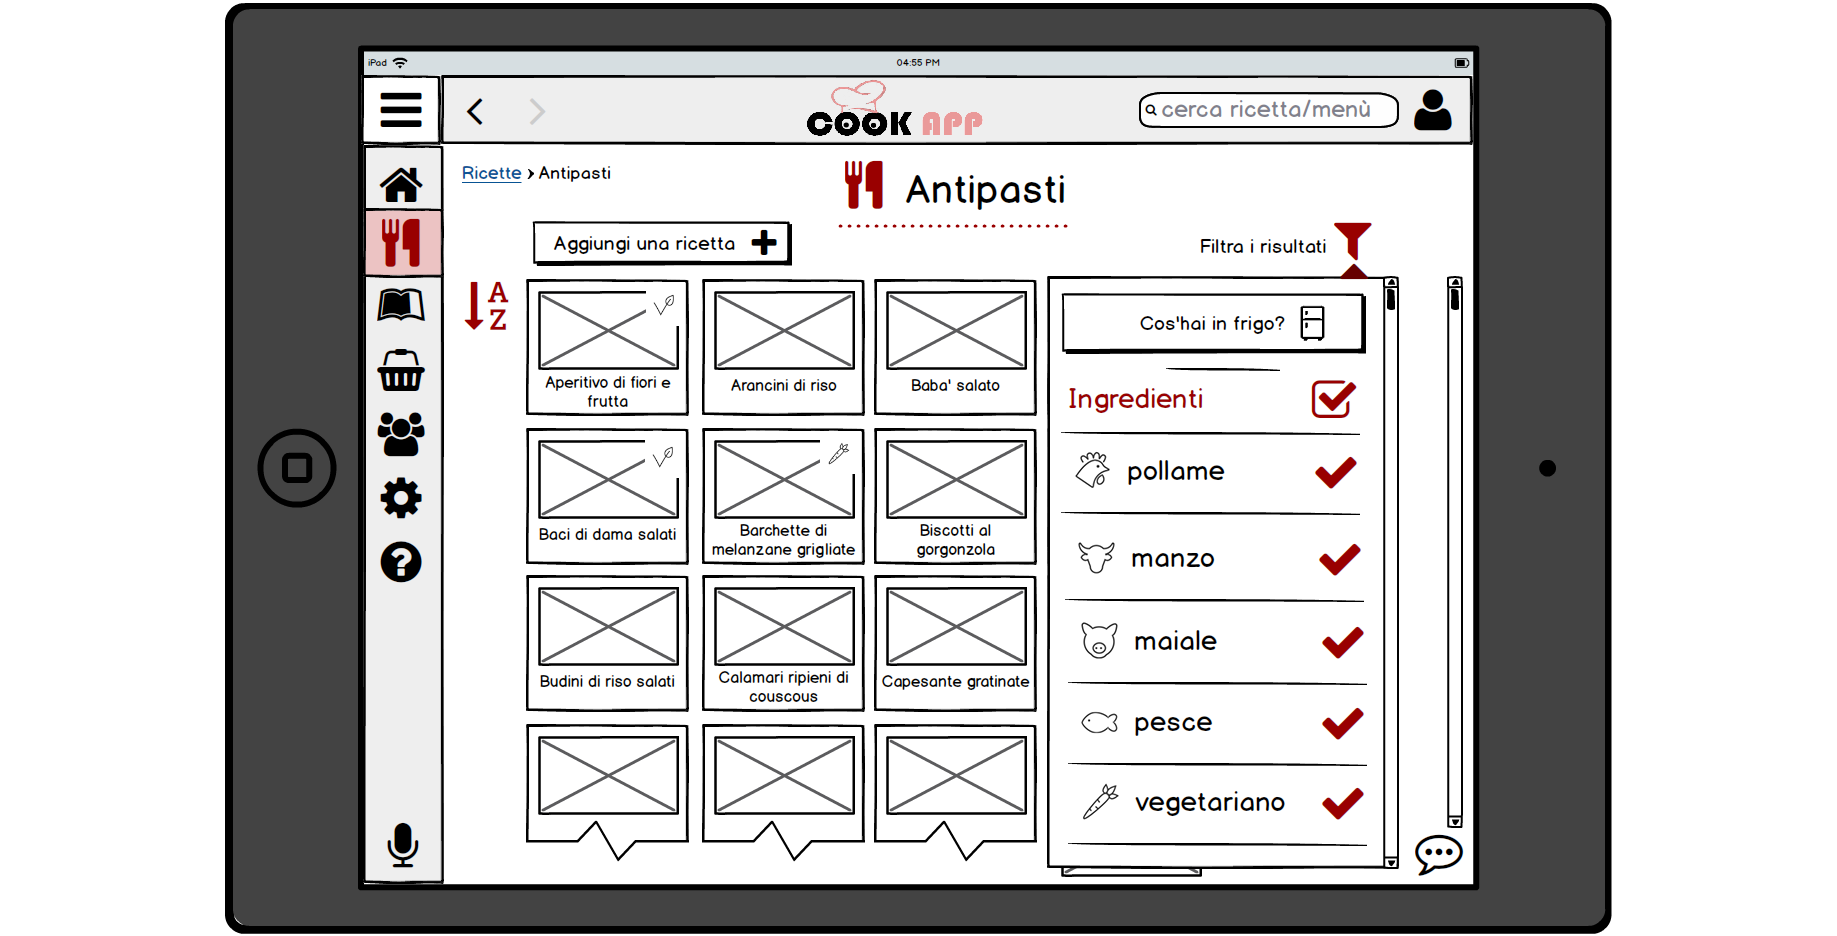 iPad
04:55 PM
COOK APP
cerca ricetta/menù
Ricette › Antipasti
Antipasti
Aggiungi una ricetta
Filtra i risultati
A
Z
Aperitivo di fiori e
frutta
Arancini di riso
Baba' salato
Baci di dama salati
Barchette di
melanzane grigliate
Biscotti al
gorgonzola
Budini di riso salati
Calamari ripieni di
couscous
Capesante gratinate
Cos'hai in frigo?
Ingredienti
pollame
manzo
maiale
pesce
vegetariano